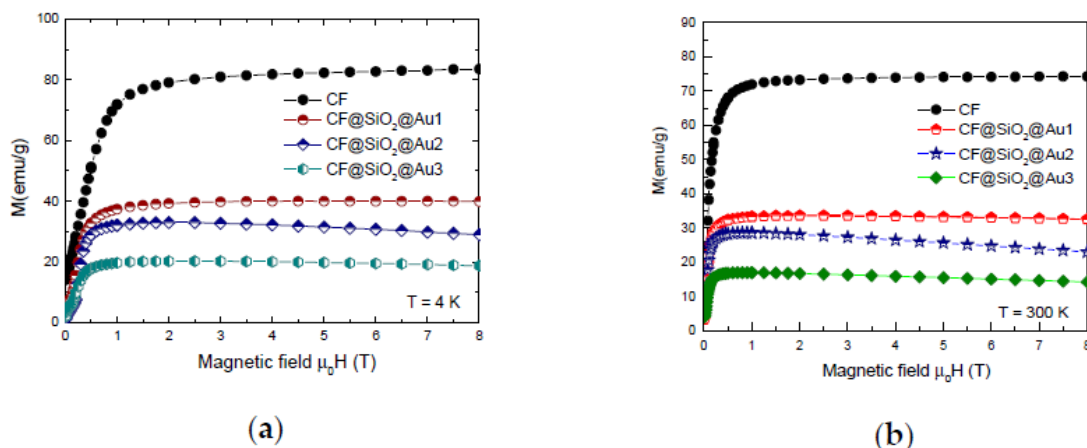 100
80
60
40
20
0
M(emu/g)
CF
CF@SiO₂@Au1
CF@SiO₂@Au2
CF@SiO₂@Au3
T = 4 K
0 1 2 3 4 5 6 7 8
Magnetic field μ₀H (T)
(a)
90
80
70
60
50
40
30
20
10
0
M(emu/g)
CF
CF@SiO₂@Au1
CF@SiO₂@Au2
CF@SiO₂@Au3
T = 300 K
0 1 2 3 4 5 6 7 8
Magnetic field μ₀H (T)
(b)